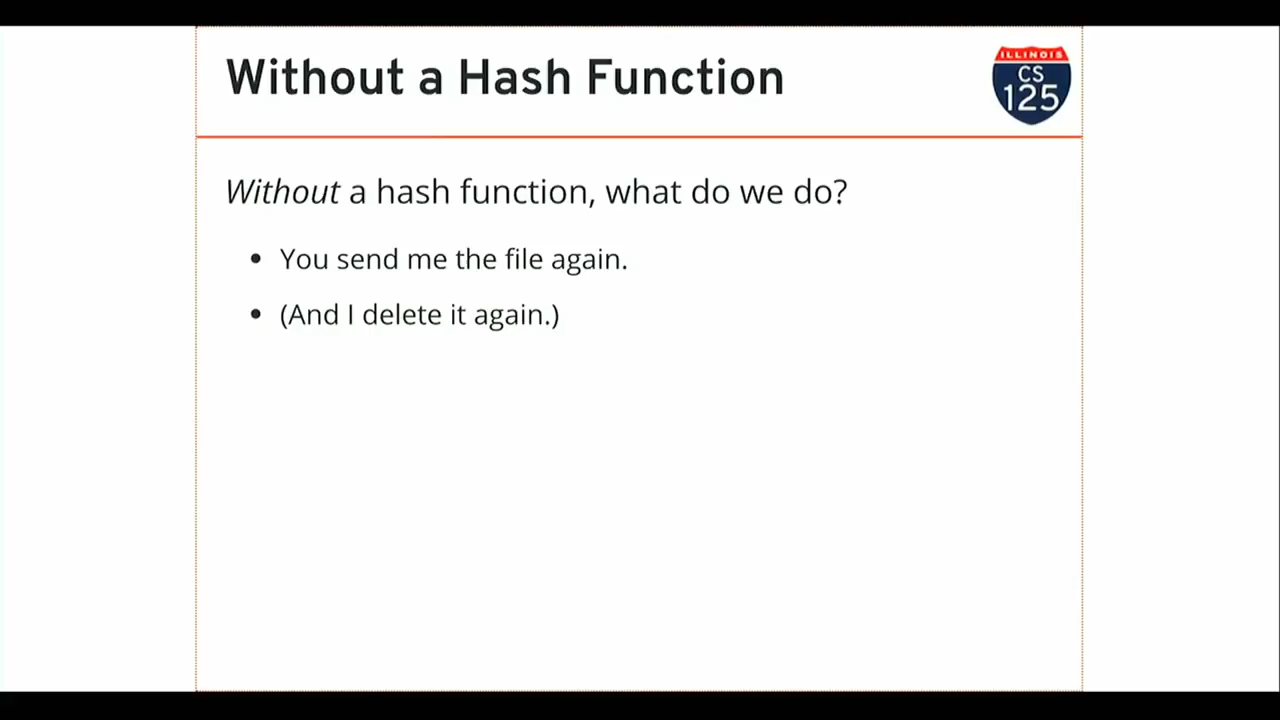 Without a Hash Function
ILLINOIS
CS
125
Without a hash function, what do we do?
• You send me the file again.
• (And I delete it again.)